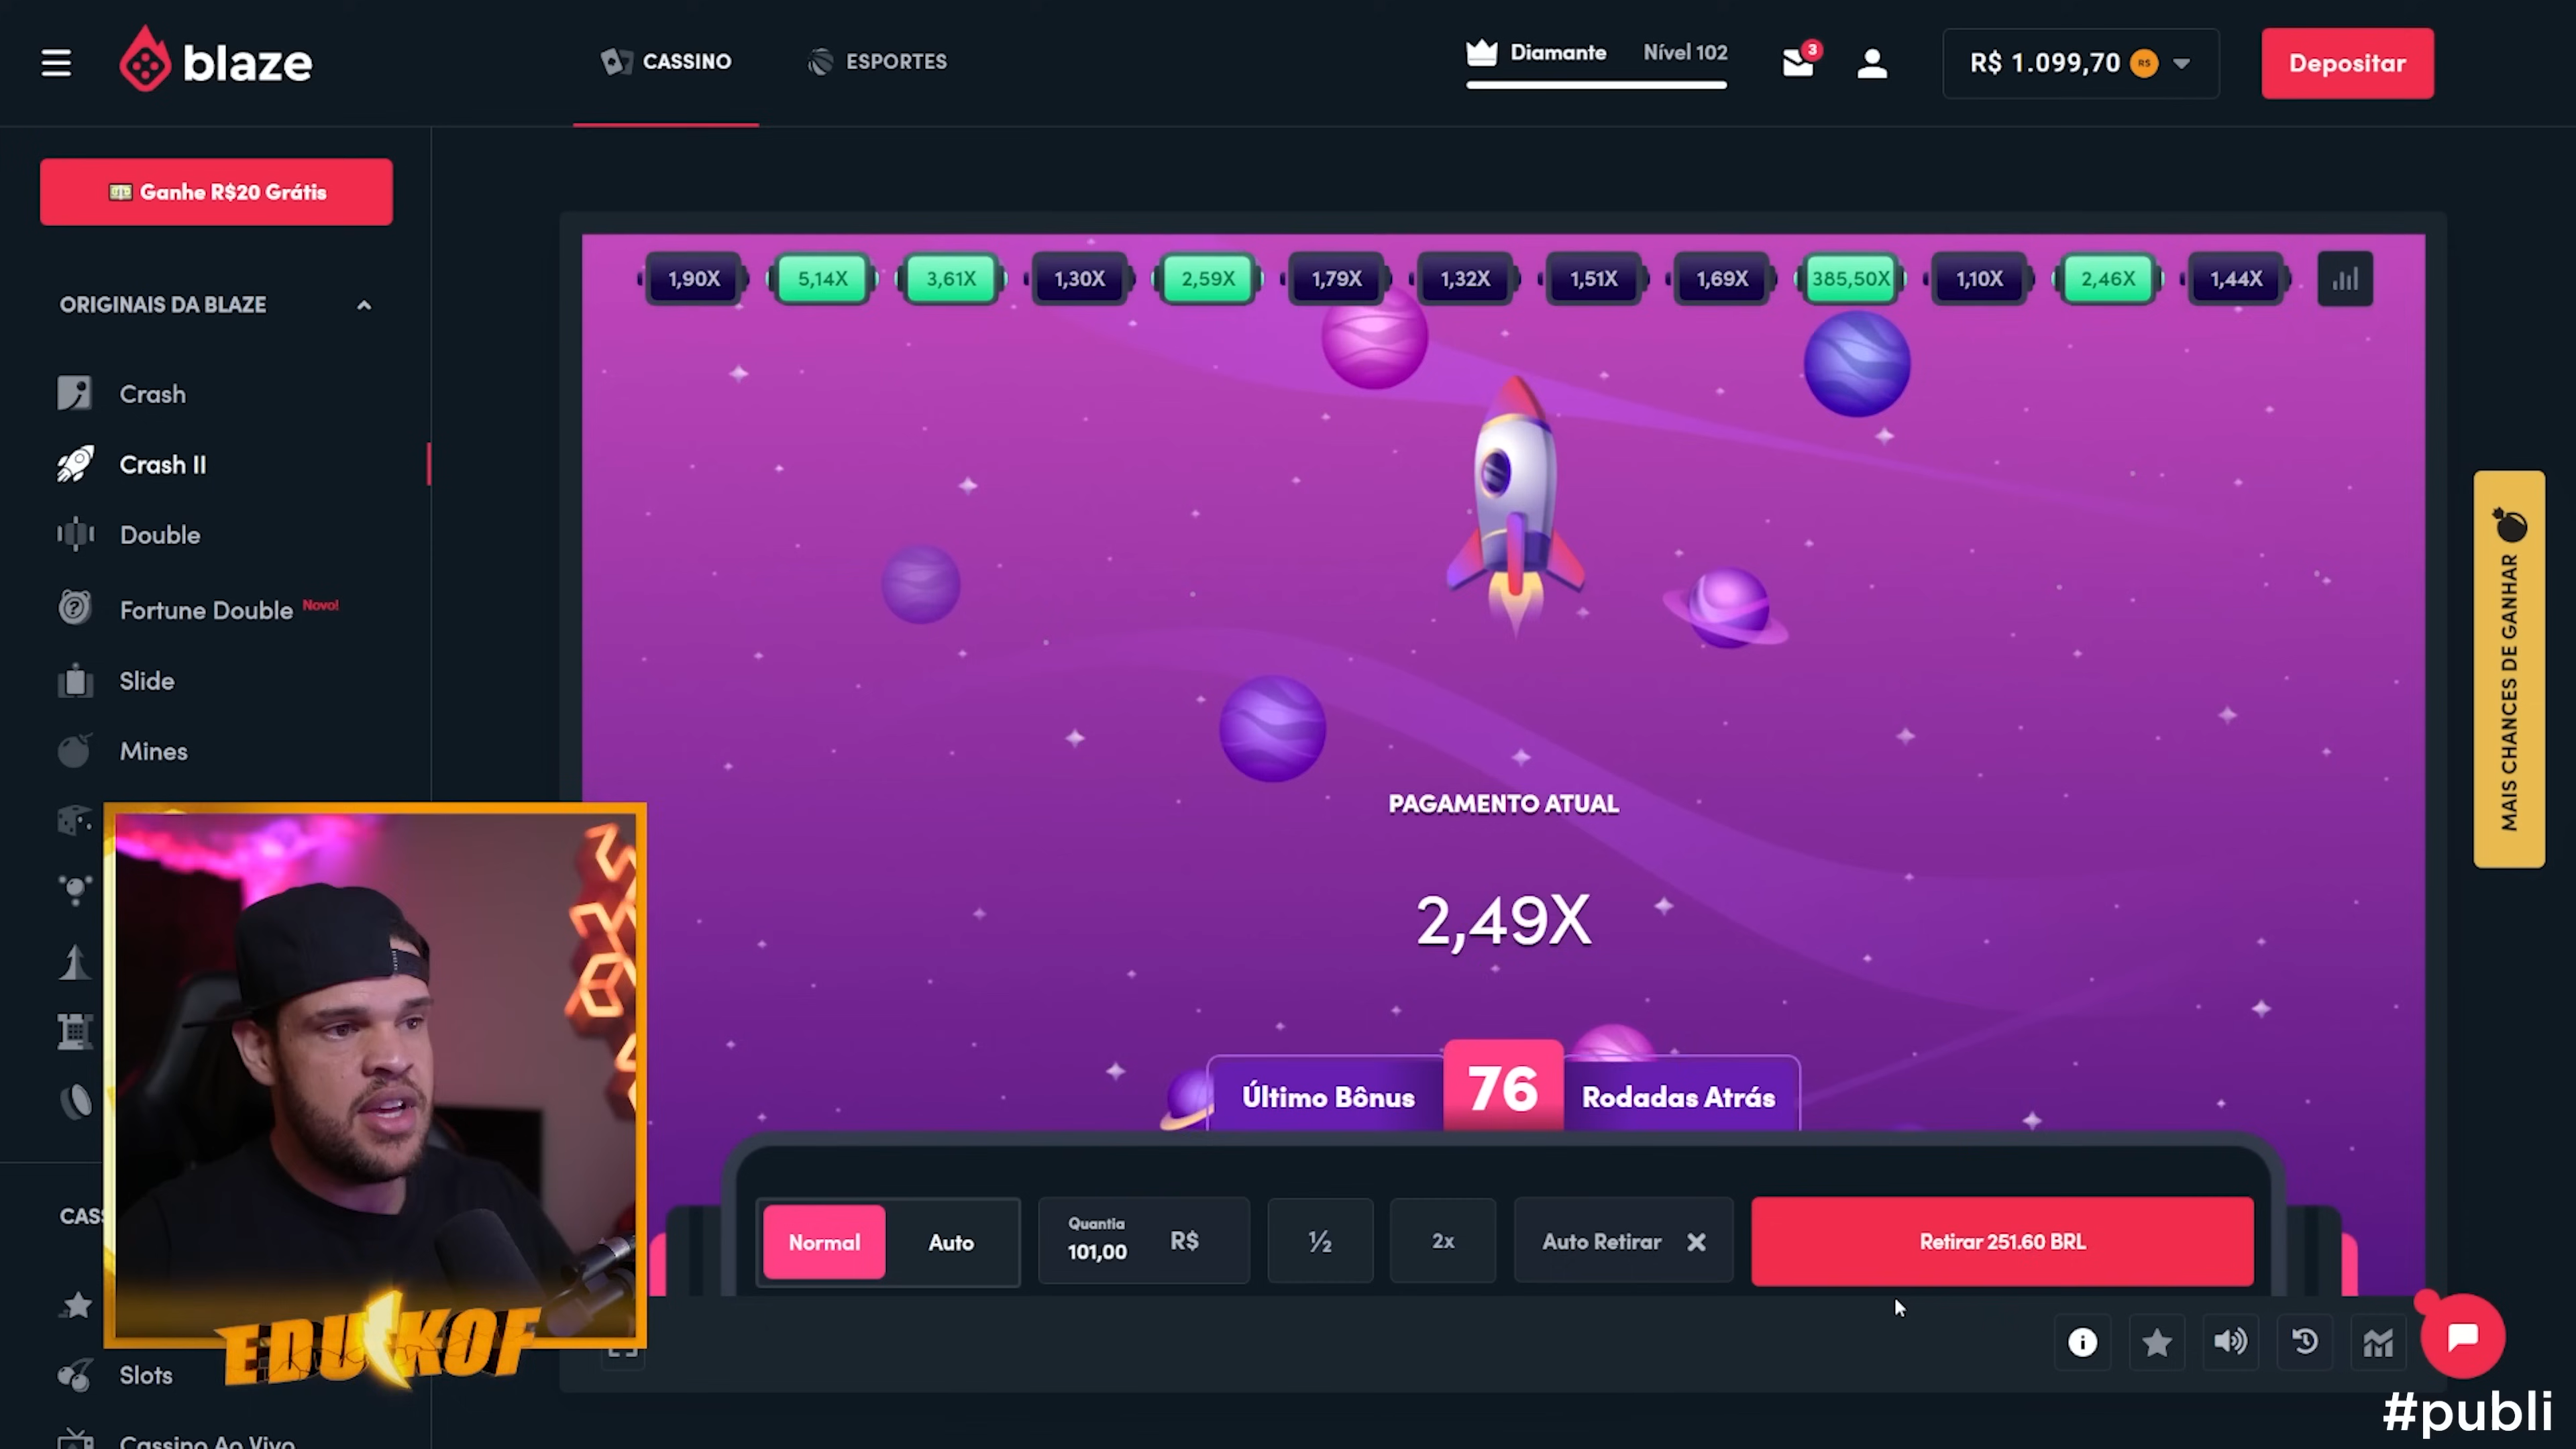 blaze
CASSINO
ESPORTES
Diamante Nível 102
3
R$ 1.099,70
R$
Depositar
Ganhe R$20 Grátis
ORIGINAIS DA BLAZE
Crash
Crash II
Double
Fortune Double Novo!
Slide
Mines
CAS
Slots
Cassino Ao Vivo
1,90X 5,14X 3,61X 1,30X 2,59X 1,79X 1,32X 1,51X 1,69X 385,50X 1,10X 2,46X 1,44X
PAGAMENTO ATUAL
2,49X
Último Bônus 76 Rodadas Atrás
Normal Auto
Quantia
101,00 R$
½
2x
Auto Retirar
Retirar 251.60 BRL
MAIS CHANCES DE GANHAR
EDUKOF
#publi